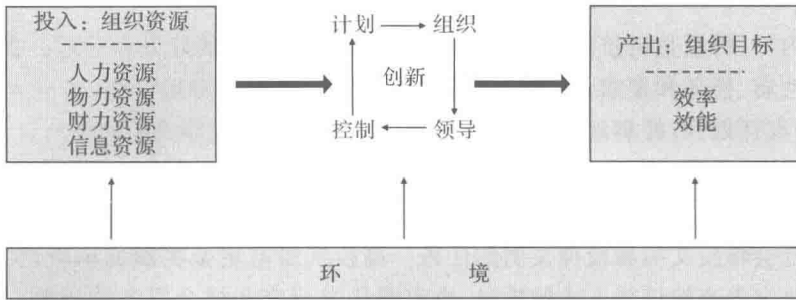 投入：组织资源
人力资源
物力资源
财力资源
信息资源
计划 组织
创新
控制 领导
产出：组织目标
效率
效能
环 境